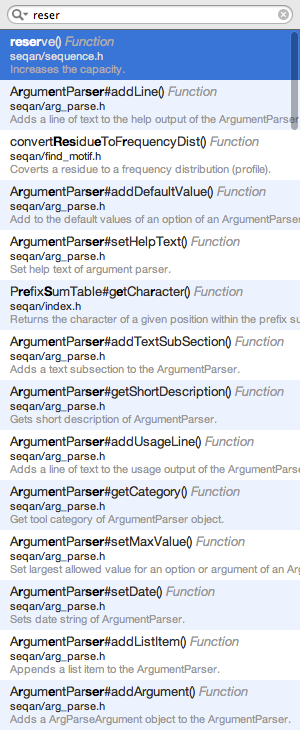 reser
reserve() Function
seqan/sequence.h
Increases the capacity.
ArgumentParser#addLine() Function
seqan/arg_parse.h
Adds a line of text to the help output of the ArgumentParser
convertResidueToFrequencyDist() Function
seqan/find_motif.h
Coverts a residue to a frequency distribution (profile).
ArgumentParser#addDefaultValue() Function
seqan/arg_parse.h
Add to the default values of an option of an ArgumentParser
ArgumentParser#setHelpText() Function
seqan/arg_parse.h
Set help text of argument parser.
PrefixSumTable#getCharacter() Function
seqan/index.h
Returns the character of a given position within the prefix su
ArgumentParser#addTextSubSection() Function
seqan/arg_parse.h
Adds a text subsection to the ArgumentParser.
ArgumentParser#getShortDescription() Function
seqan/arg_parse.h
Gets short description of ArgumentParser.
ArgumentParser#addUsageLine() Function
seqan/arg_parse.h
Adds a line of text to the usage output of the ArgumentParse
ArgumentParser#getCategory() Function
seqan/arg_parse.h
Get tool category of ArgumentParser object.
ArgumentParser#setMaxValue() Function
seqan/arg_parse.h
Set largest allowed value for an option or argument of an Arg
ArgumentParser#setDate() Function
seqan/arg_parse.h
Sets date string of ArgumentParser.
ArgumentParser#addListItem() Function
seqan/arg_parse.h
Appends a list item to the ArgumentParser.
ArgumentParser#addArgument() Function
seqan/arg_parse.h
Adds a ArgParseArgument object to the ArgumentParser.